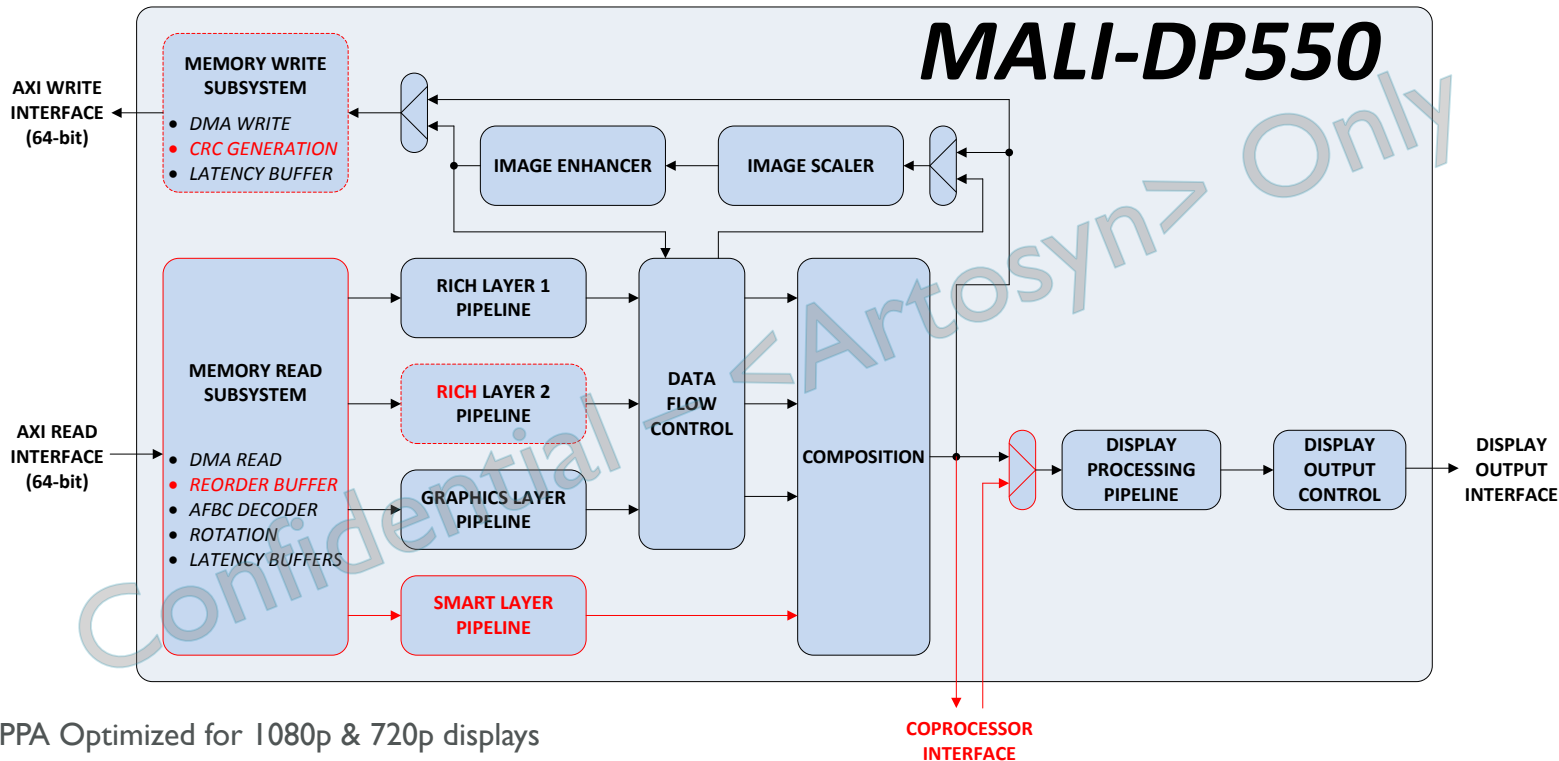 MALI-DP550
AXI WRITE
INTERFACE
(64-bit)
MEMORY WRITE
SUBSYSTEM
• DMA WRITE
• CRC GENERATION
• LATENCY BUFFER
IMAGE ENHANCER
IMAGE SCALER
AXI READ
INTERFACE
(64-bit)
MEMORY READ
SUBSYSTEM
• DMA READ
• REORDER BUFFER
• AFBC DECODER
• ROTATION
• LATENCY BUFFERS
RICH LAYER 1
PIPELINE
RICH LAYER 2
PIPELINE
GRAPHICS LAYER
PIPELINE
SMART LAYER
PIPELINE
DATA
FLOW
CONTROL
COMPOSITION
DISPLAY
PROCESSING
PIPELINE
DISPLAY
OUTPUT
CONTROL
DISPLAY
OUTPUT
INTERFACE
COPROCESSOR
INTERFACE
PPA Optimized for 1080p & 720p displays
Confidential – <Artosyn> Only